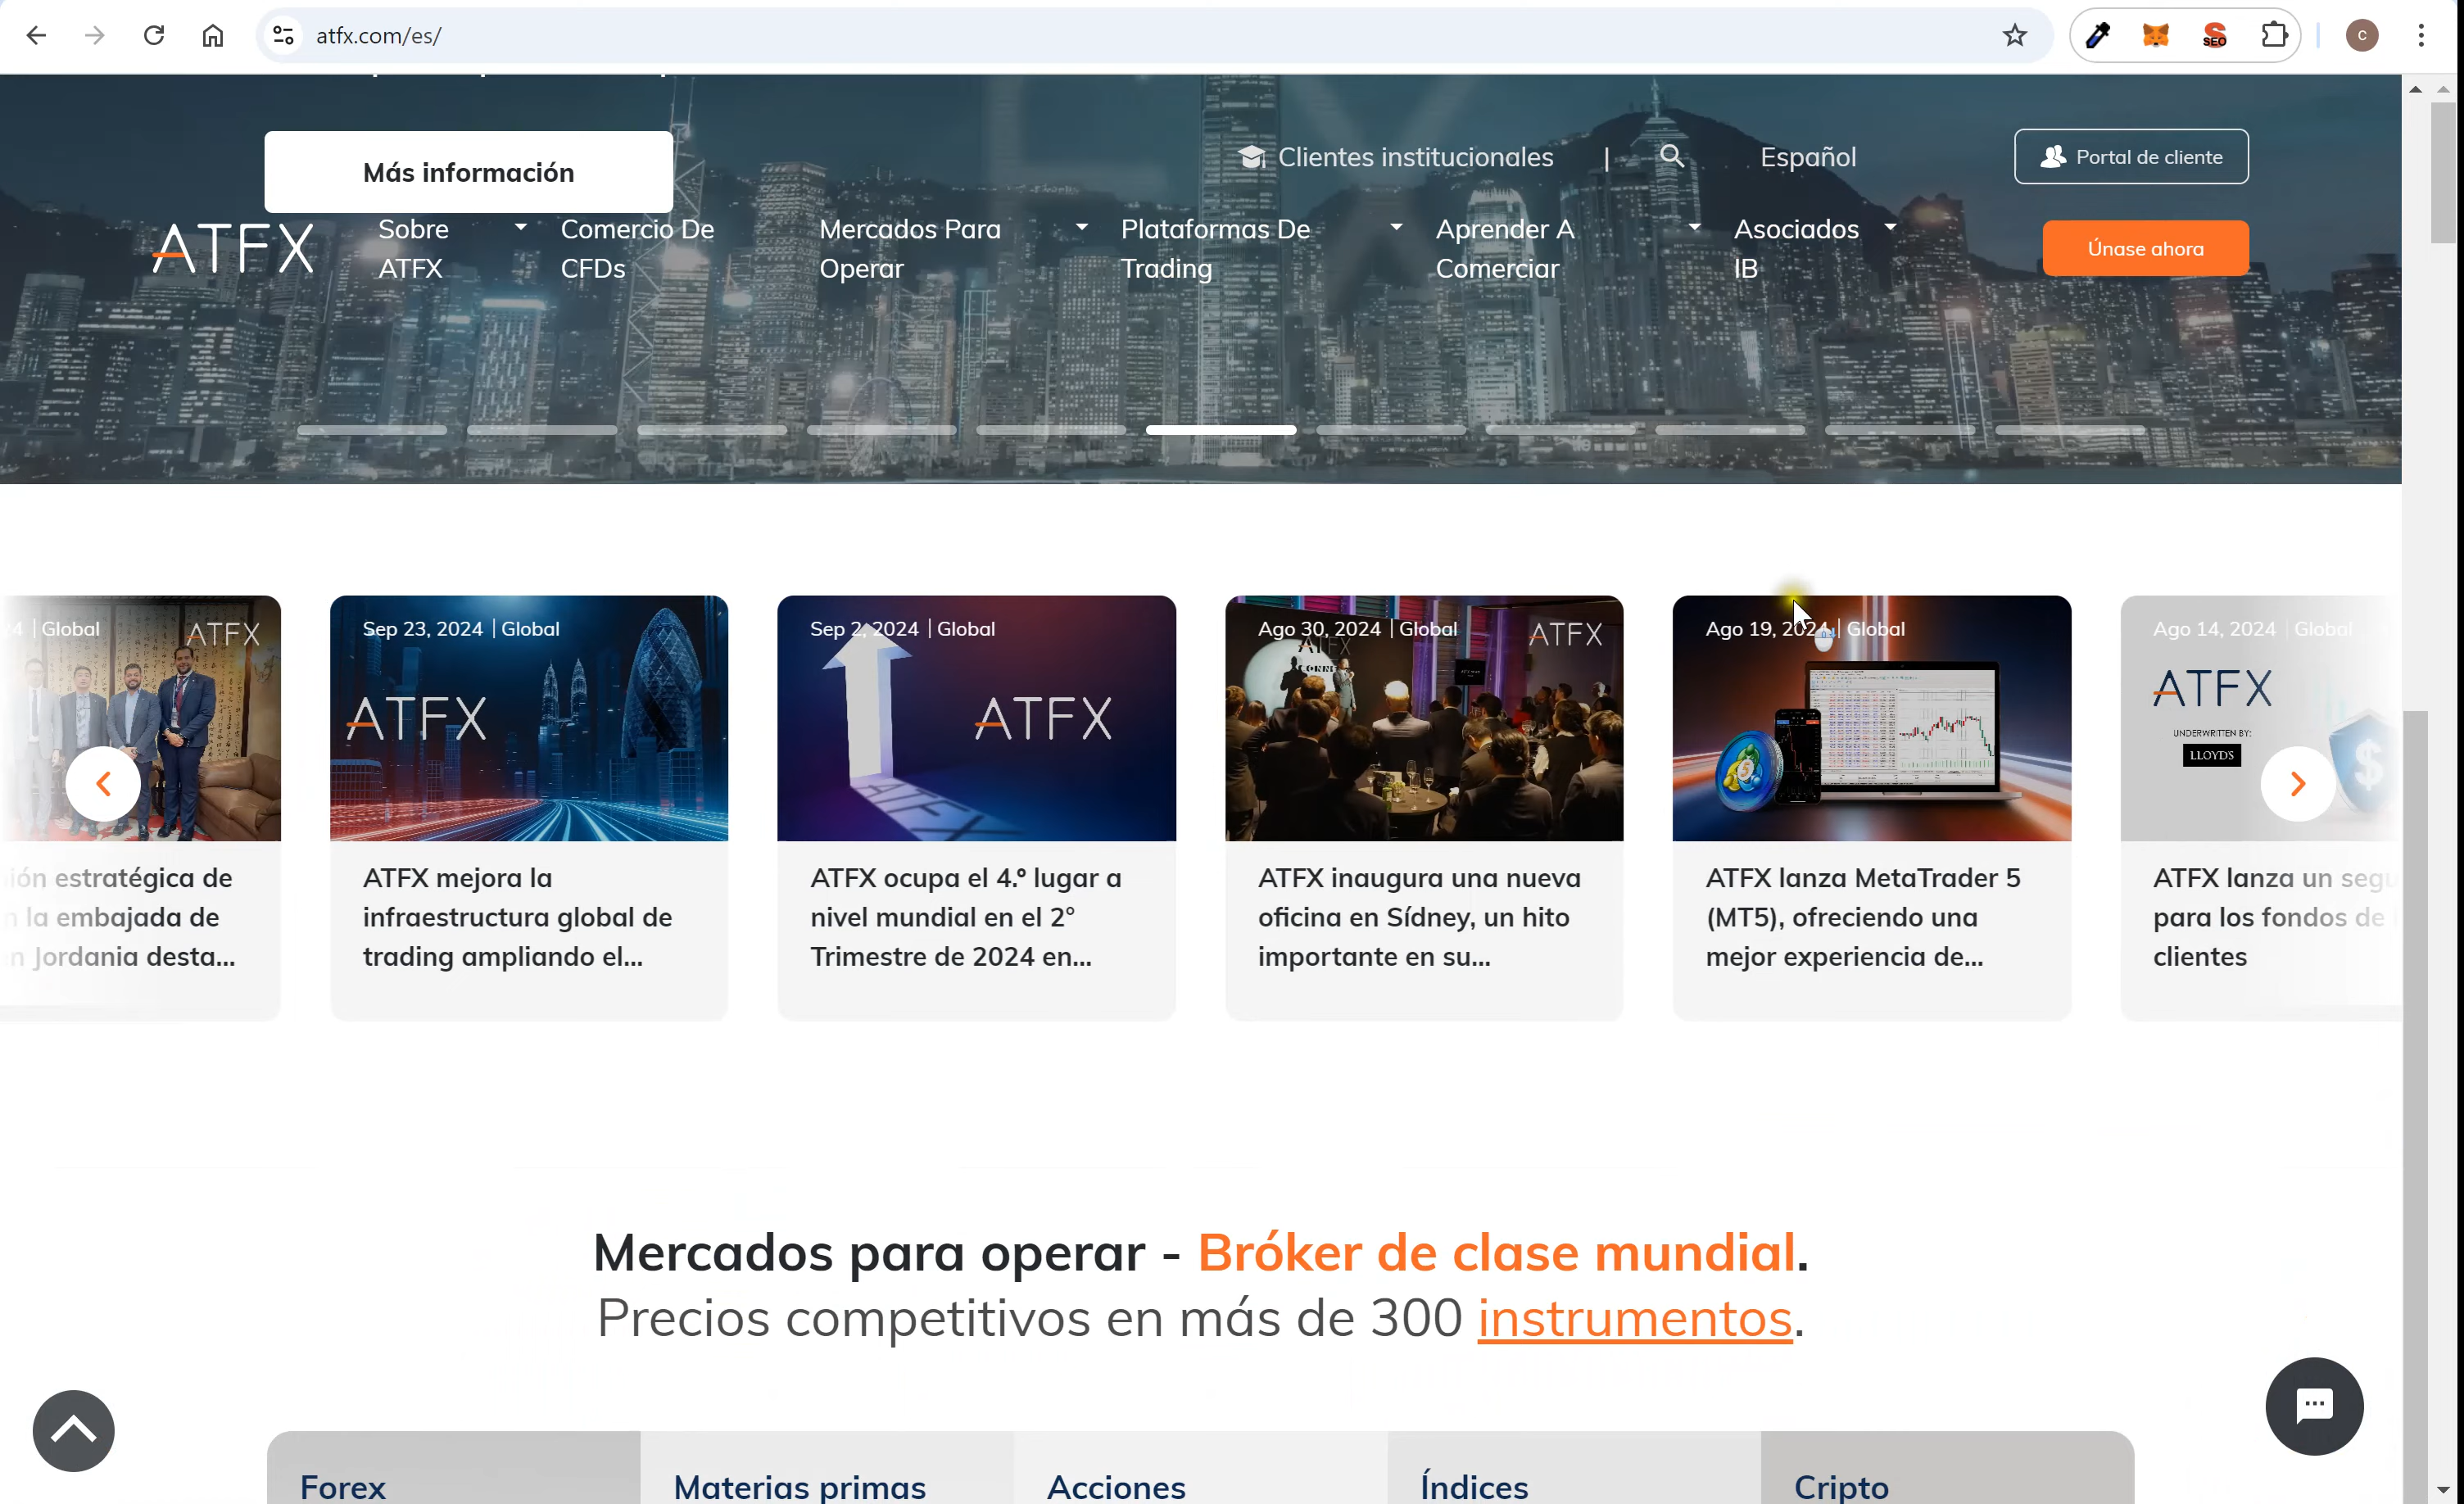 atfx.com/es/
SEO
C
Más información
Clientes institucionales
|
Español
Portal de cliente
ATFX
Sobre
ATFX
Comercio De
CFDs
Mercados Para
Operar
Plataformas De
Trading
Aprender A
Comerciar
Asociados
IB
Únase ahora
4 | Global
ATFX
Sep 23, 2024 | Global
ATFX
Sep 2, 2024 | Global
ATFX
Ago 30, 2024 | Global
ATFX
Ago 19, 2024 | Global
Ago 14, 2024 | Global
ATFX
UNDERWRITTEN BY:
LLOYD'S
ión estratégica de
la embajada de
n Jordania desta...
ATFX mejora la
infraestructura global de
trading ampliando el...
ATFX ocupa el 4.º lugar a
nivel mundial en el 2°
Trimestre de 2024 en...
ATFX inaugura una nueva
oficina en Sídney, un hito
importante en su...
ATFX lanza MetaTrader 5
(MT5), ofreciendo una
mejor experiencia de...
ATFX lanza un segu
para los fondos de
clientes
Mercados para operar - Bróker de clase mundial.
Precios competitivos en más de 300 instrumentos.
Forex
Materias primas
Acciones
Índices
Cripto